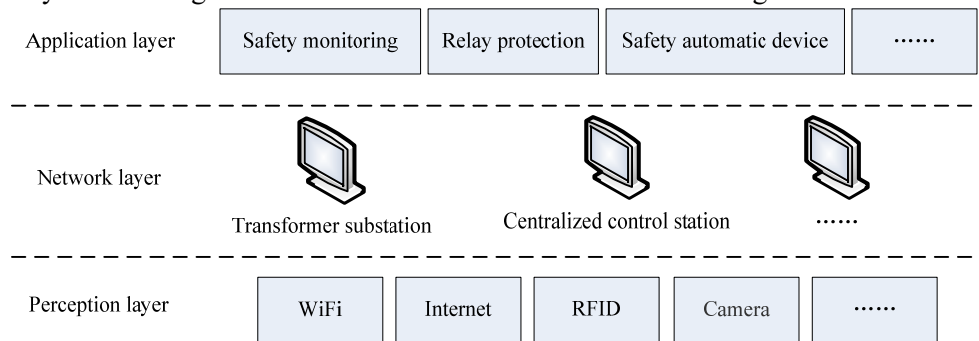 Application layer
Safety monitoring
Relay protection
Safety automatic device
······
Network layer
Transformer substation
Centralized control station
······
Perception layer
WiFi
Internet
RFID
Camera
······